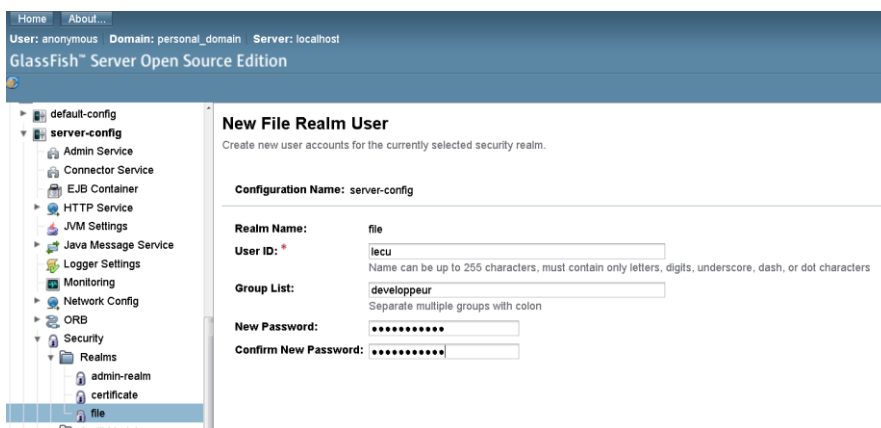 Home About...
User: anonymous Domain: personal_domain Server: localhost
GlassFish™ Server Open Source Edition
default-config
server-config
Admin Service
Connector Service
EJB Container
HTTP Service
JVM Settings
Java Message Service
Logger Settings
Monitoring
Network Config
ORB
Security
Realms
admin-realm
certificate
file
New File Realm User
Create new user accounts for the currently selected security realm.
Configuration Name: server-config
Realm Name: file
User ID: * lecu
Name can be up to 255 characters, must contain only letters, digits, underscore, dash, or dot characters
Group List: developpeur
Separate multiple groups with colon
New Password: •••••••••••
Confirm New Password: •••••••••••